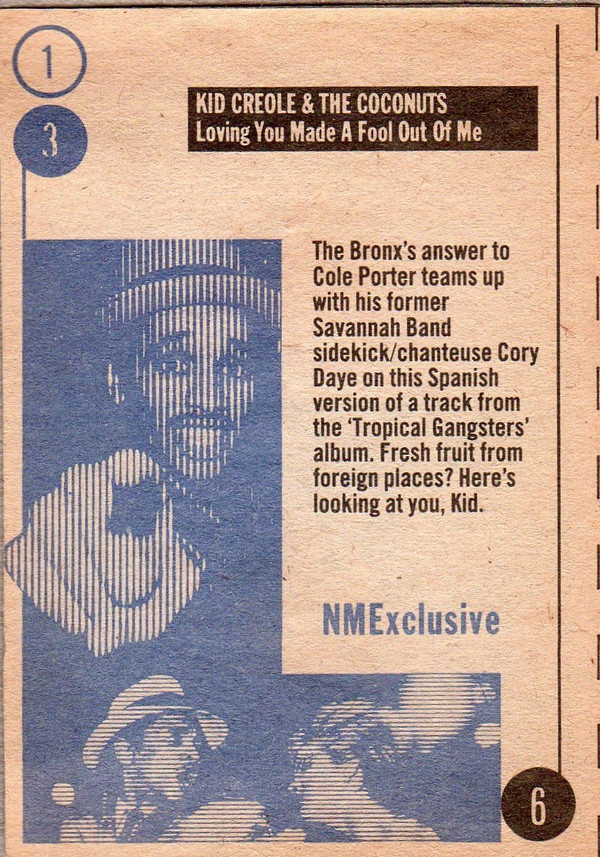 1
3
KID CREOLE & THE COCONUTS
Loving You Made A Fool Out Of Me
The Bronx's answer to
Cole Porter teams up
with his former
Savannah Band
sidekick/chanteuse Cory
Daye on this Spanish
version of a track from
the ‘Tropical Gangsters’
album. Fresh fruit from
foreign places? Here's
looking at you, Kid.
NMExclusive
6